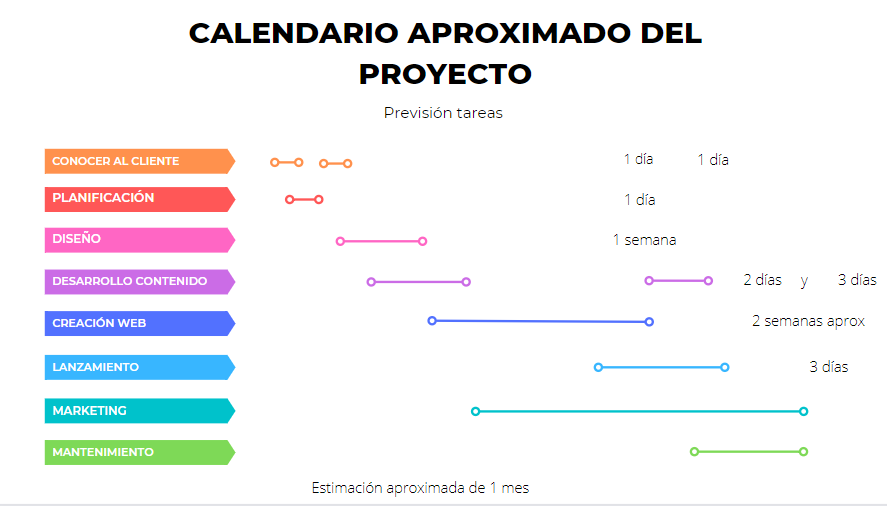 CALENDARIO APROXIMADO DEL
PROYECTO
Previsión tareas
CONOCER AL CLIENTE 1 día 1 día
PLANIFICACIÓN 1 día
DISEÑO 1 semana
DESARROLLO CONTENIDO 2 días y 3 días
CREACIÓN WEB 2 semanas aprox
LANZAMIENTO 3 días
MARKETING
MANTENIMIENTO
Estimación aproximada de 1 mes